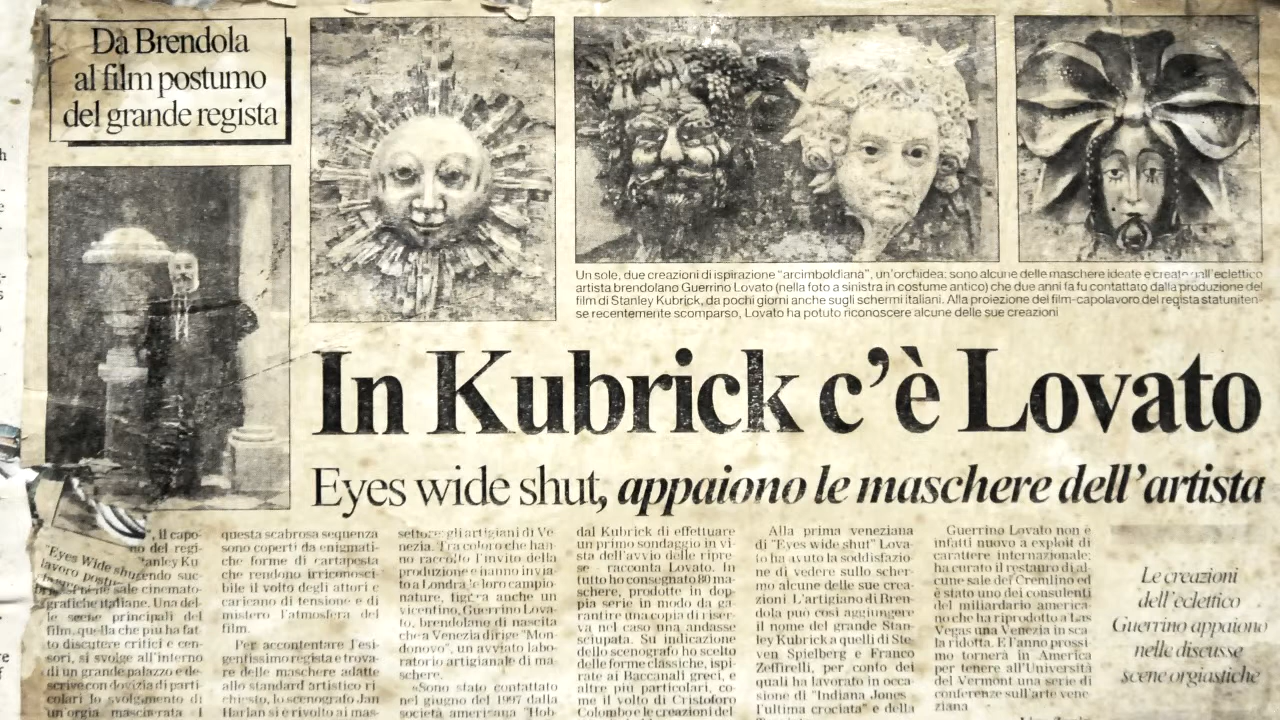 Da Brendola
al film postumo
del grande regista
Un sole, due creazioni di ispirazione "arcimboldiana", un'orchidea: sono alcune delle maschere ideate e create dall'eclettico
artista brendolano Guerrino Lovato (nella foto a sinistra in costume antico) che due anni fa fu contattato dalla produzione del
film di Stanley Kubrick, da pochi giorni anche sugli schermi italiani. Alla proiezione del film-capolavoro del regista statuniten-
se recentemente scomparso, Lovato ha potuto riconoscere alcune delle sue creazioni
In Kubrick c'è Lovato
Eyes wide shut, appaiono le maschere dell'artista
"Eyes Wide shut
lavoro
il capo-
no del regi-
tanley Ku
endo suc-
nelle sale cinemato-
grafiche italiane. Una del-
le scene principali del
film, quella che più ha fat-
to discutere critici e cen-
sori, si svolge all'interno
di un grande palazzo e de-
scrive con dovizia di parti-
colari lo svolgimento di
un'orgia mascherata. I
questa scabrosa sequenza
sono coperti da enigmati-
che forme di cartapesta
che rendono irriconosci-
bile il volto degli attori e
caricano di tensione e di
mistero l'atmosfera del
film.
Per accontentare l'esi-
gentissimo regista e trova-
re delle maschere adatte
allo standard artistico ri
chiesto, lo scenografo Jan
Harlan si è rivolto ai mas-
settore: gli artigiani di Ve
nezia. Tra coloro che han-
no raccolto l'invito della
produzione e hanno invia
to a Londra le loro campio
nature, figura anche un
vicentino, Guerrino Lova-
to, brendolano di nascita
che a Venezia dirige "Mon-
donovo", un avviato labo-
ratorio artigianale di ma
schere.
«Sono stato contattato
nel giugno del 1997 dalla
società americana "Hob-
dal Kubrick di effettuare
un primo sondaggio in vi-
sta dell'avvio delle ripre-
se - racconta Lovato. In
tutto ho consegnato 80 ma-
schere, prodotte in dop-
pia serie in modo da ga-
rantire una copia di riser
va nel caso una andasse
sciupata. Su indicazione
dello scenografo ho scelto
delle forme classiche, ispi-
rate ai Baccanali greci, e
altre più particolari, co-
me il volto di Cristoforo
Colombo e le creazioni del
Alla prima veneziana
di "Eyes wide shut" Lova-
to ha avuto la soddisfazio-
ne di vedere sullo scher-
mo alcune delle sue crea-
zioni. L'artigiano di Bren-
dola può così aggiungere
il nome del grande Stan-
ley Kubrick a quelli di Ste-
ven Spielberg e Franco
Zeffirelli, per conto dei
quali ha lavorato in occa
sione di "Indiana Jones
l'ultima crociata" e della
Guerrino Lovato non è
infatti nuovo a exploit di
carattere internazionale:
ha curato il restauro di al-
cune sale del Cremlino ed
è stato uno dei consulenti
del miliardario america-
no che ha riprodotto a Las
Vegas una Venezia in sca
la ridotta. E l'anno prossi
mo tornerà in America
per tenere all'Università
del Vermont una serie di
conferenze sull'arte vene
ziana
Le creazioni
dell'eclettico
Guerrino appaiono
nelle discusse
scene orgiastiche